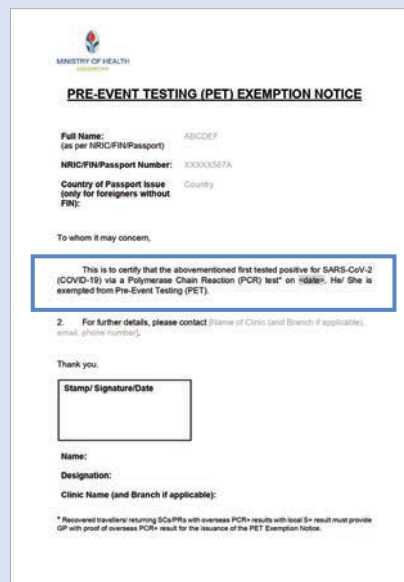 MINISTRY OF HEALTH
SINGAPORE
PRE-EVENT TESTING (PET) EXEMPTION NOTICE
Full Name: ABCDEF
(as per NRIC/FIN/Passport)
NRIC/FIN/Passport Number: XXXXX567A
Country of Passport Issue Country
(only for foreigners without
FIN):
To whom it may concern,
This is to certify that the abovementioned first tested positive for SARS-CoV-2
(COVID-19) via a Polymerase Chain Reaction (PCR) test* on <date>. He/ She is
exempted from Pre-Event Testing (PET).
2. For further details, please contact [Name of Clinic (and Branch if applicable),
email, phone number].
Thank you.
Stamp/ Signature/Date
Name:
Designation:
Clinic Name (and Branch if applicable):
* Recovered travellers/ returning SCs/PRs with overseas PCR+ results with local S+ result must provide
GP with proof of overseas PCR+ result for the issuance of the PET Exemption Notice.